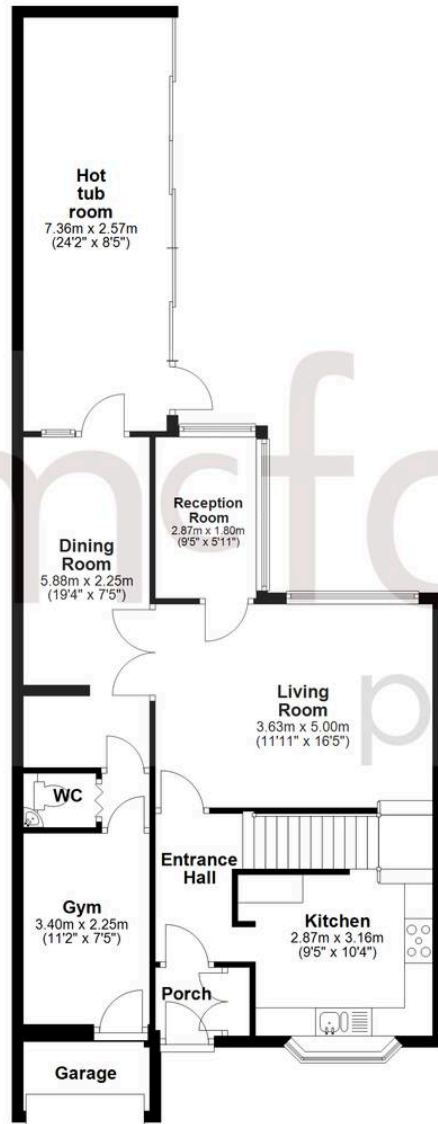 Hot
tub
room
7.36m x 2.57m
(24'2" x 8'5")
Reception
Room
2.87m x 1.80m
(9'5" x 5'11")
Dining
Room
5.88m x 2.25m
(19'4" x 7'5")
Living
Room
3.63m x 5.00m
(11'11" x 16'5")
WC
Entrance
Hall
Gym
3.40m x 2.25m
(11'2" x 7'5")
Kitchen
2.87m x 3.16m
(9'5" x 10'4")
Porch
Garage